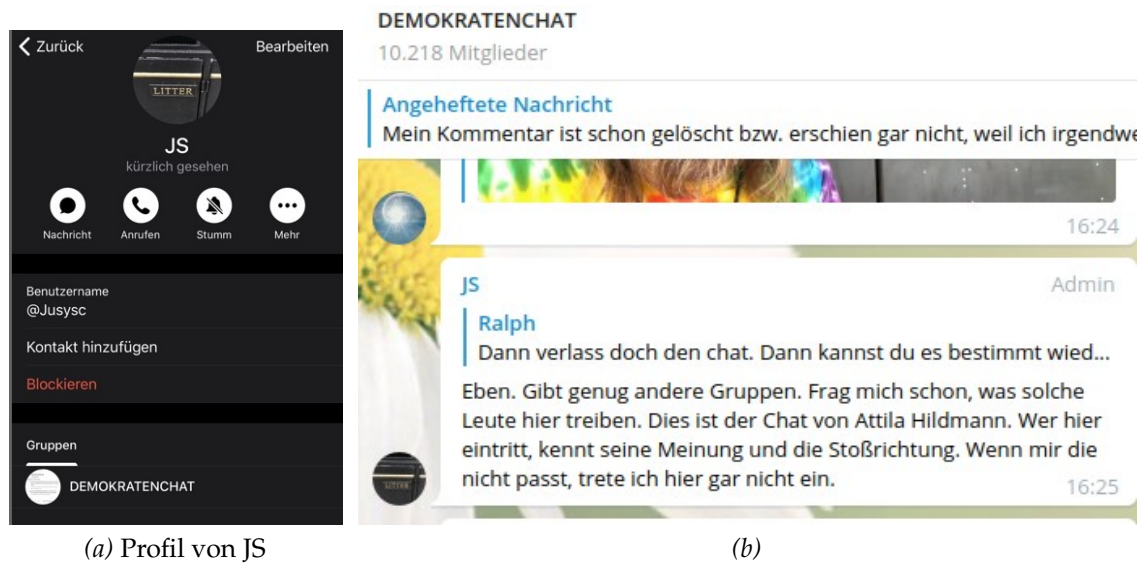 Zurück
Bearbeiten
LITTER
JS
kürzlich gesehen
Nachricht
Anrufen
Stumm
Mehr
Benutzername
@Jusysc
Kontakt hinzufügen
Blockieren
Gruppen
DEMOKRATENCHAT
(a) Profil von JS
DEMOKRATENCHAT
10.218 Mitglieder
Angeheftete Nachricht
Mein Kommentar ist schon gelöscht bzw. erschien gar nicht, weil ich irgendwe
16:24
JS
Admin
Ralph
Dann verlass doch den chat. Dann kannst du es bestimmt wied...
Eben. Gibt genug andere Gruppen. Frag mich schon, was solche
Leute hier treiben. Dies ist der Chat von Attila Hildmann. Wer hier
eintritt, kennt seine Meinung und die Stoßrichtung. Wenn mir die
nicht passt, trete ich hier gar nicht ein.
LITTER
16:25
(b)